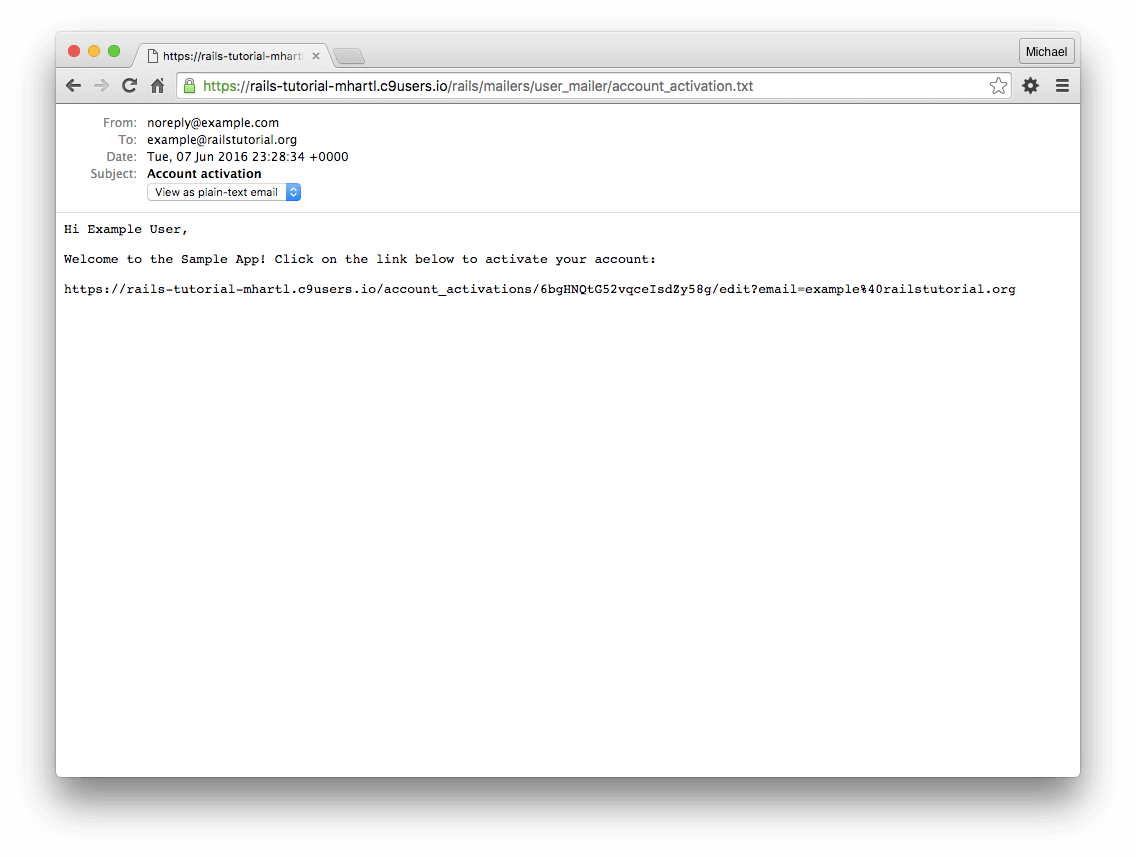 https://rails-tutorial-mhartl
Michael
https://rails-tutorial-mhartl.c9users.io/rails/mailers/user_mailer/account_activation.txt
From: noreply@example.com
To: example@railstutorial.org
Date: Tue, 07 Jun 2016 23:28:34 +0000
Subject: Account activation
View as plain-text email
Hi Example User,
Welcome to the Sample App! Click on the link below to activate your account:
https://rails-tutorial-mhartl.c9users.io/account_activations/6bgHNQtG52vqceIsdZy58g/edit?email=example%40railstutorial.org